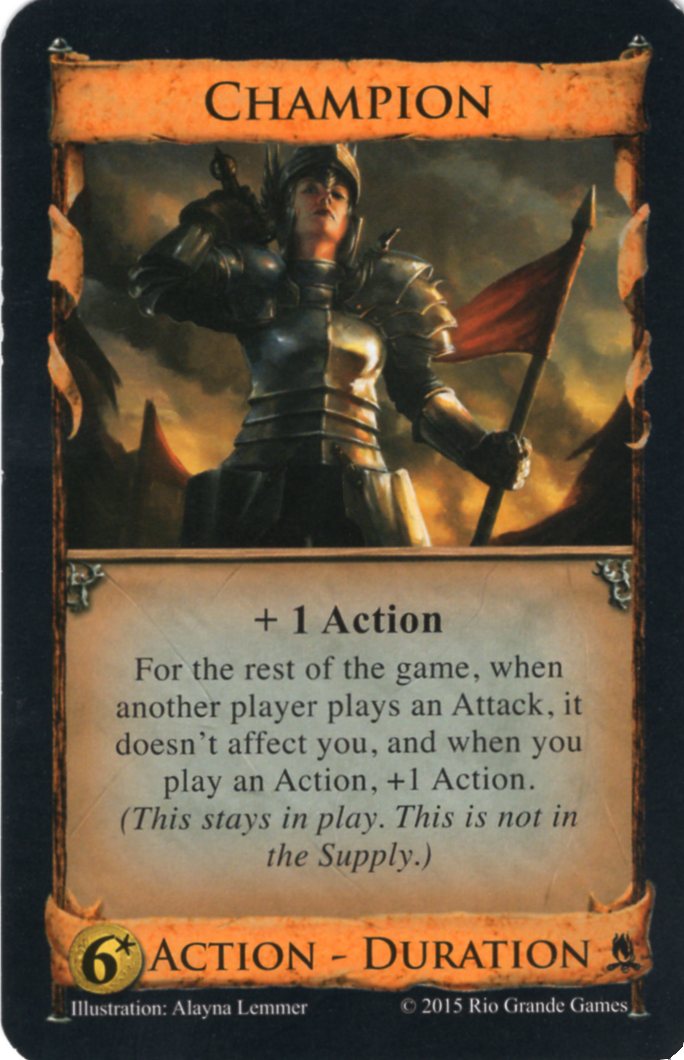 CHAMPION
+ 1 Action
For the rest of the game, when
another player plays an Attack, it
doesn't affect you, and when you
play an Action, +1 Action.
(This stays in play. This is not in
the Supply.)
6* ACTION - DURATION
Illustration: Alayna Lemmer © 2015 Rio Grande Games